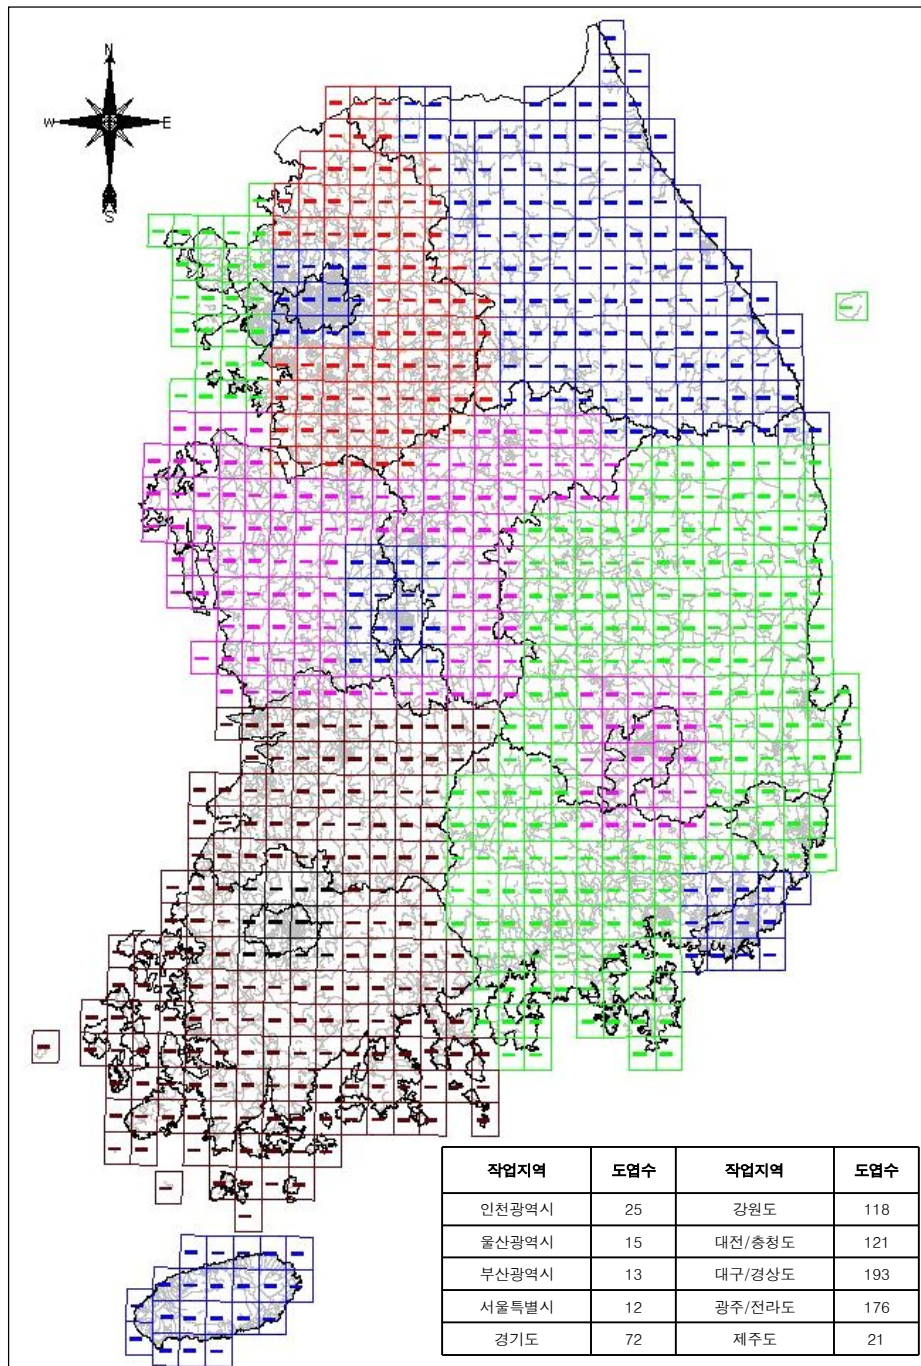 N
W E
S
작업지역 도엽수 작업지역 도엽수
인천광역시 25 강원도 118
울산광역시 15 대전/충청도 121
부산광역시 13 대구/경상도 193
서울특별시 12 광주/전라도 176
경기도 72 제주도 21